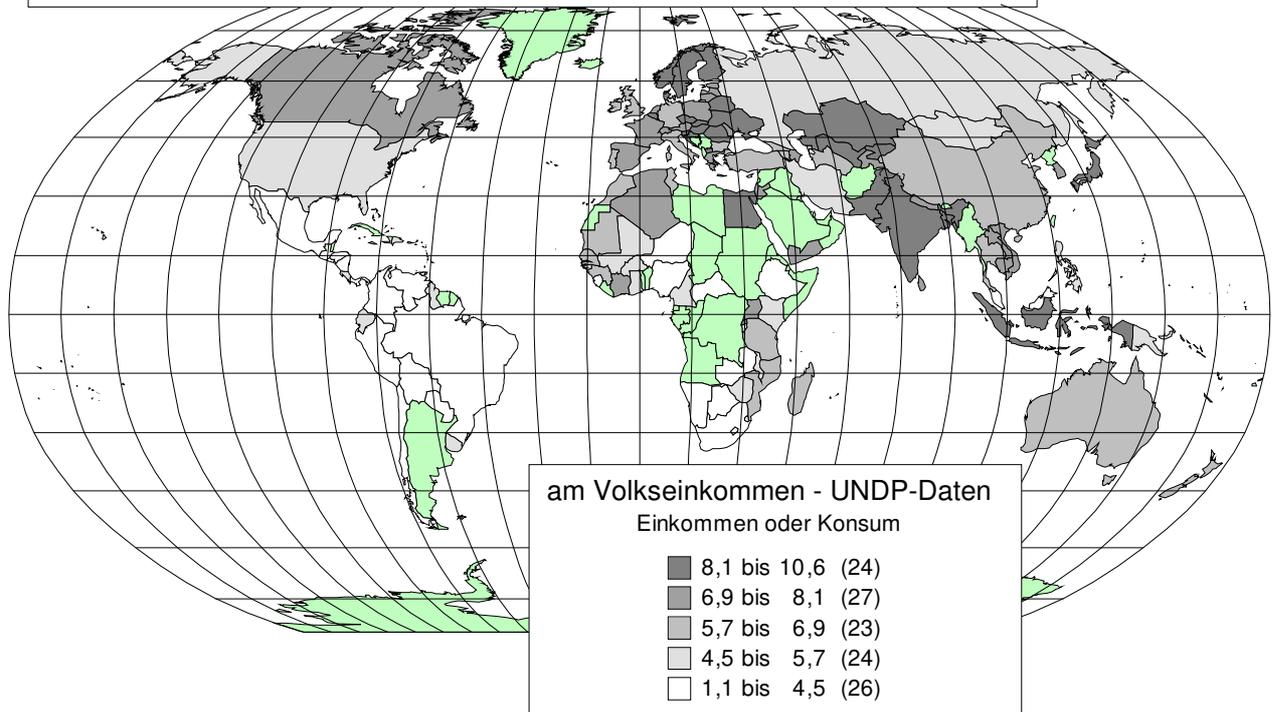 am Volkseinkommen - UNDP-Daten
Einkommen oder Konsum
8,1 bis 10,6 (24)
6,9 bis 8,1 (27)
5,7 bis 6,9 (23)
4,5 bis 5,7 (24)
1,1 bis 4,5 (26)